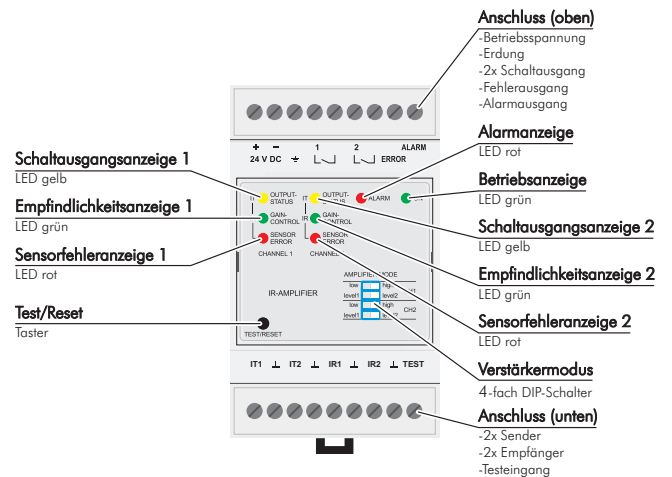 Anschluss (oben)
-Betriebsspannung
-Erdung
-2x Schaltausgang
-Fehlerausgang
-Alarmausgang
Alarmanzeige
LED rot
Betriebsanzeige
LED grün
Schaltausgangsanzeige 2
LED gelb
Empfindlichkeitsanzeige 2
LED grün
Sensorfehleranzeige 2
LED rot
Verstärkermodus
4-fach DIP-Schalter
Anschluss (unten)
-2x Sender
-2x Empfänger
-Testeingang
Schaltausgangsanzeige 1
LED gelb
Empfindlichkeitsanzeige 1
LED grün
Sensorfehleranzeige 1
LED rot
Test/Reset
Taster
+ − 1 2 ALARM
24 V DC ERROR
IT OUTPUT-STATUS IT OUTPUT-STATUS ALARM
GAIN-CONTROL IR GAIN-CONTROL
SENSOR ERROR SENSOR ERROR
CHANNEL 1
AMPLIFIER MODE
low
level1 level2
low high CH2
level1
IR-AMPLIFIER
TEST/RESET
IT1 IT2 IR1 IR2 TEST